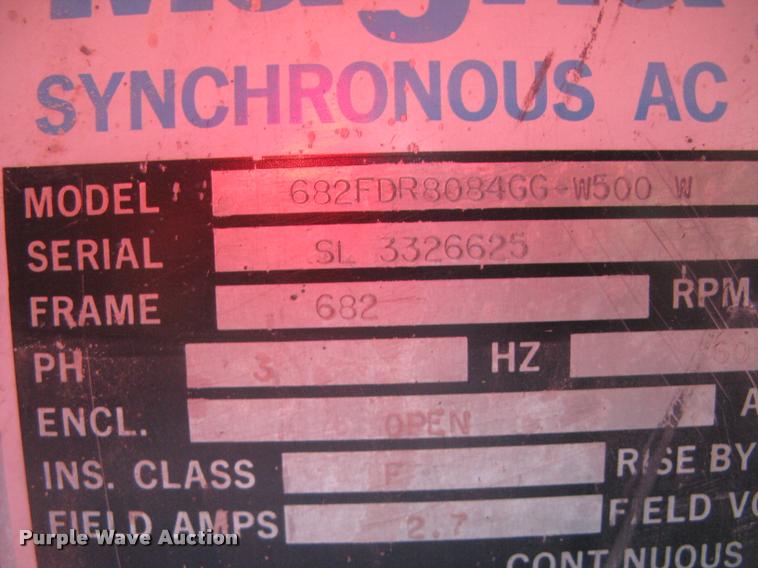 SYNCHRONOUS AC
MODEL 682FDR8084GG-W500 W
SERIAL SL 3326625
FRAME 682 RPM
PH 3 HZ 60
ENCL. OPEN A
INS. CLASS F RISE BY
FIELD AMPS 2.7 FIELD VO
CONTINUOUS
Purple Wave Auction